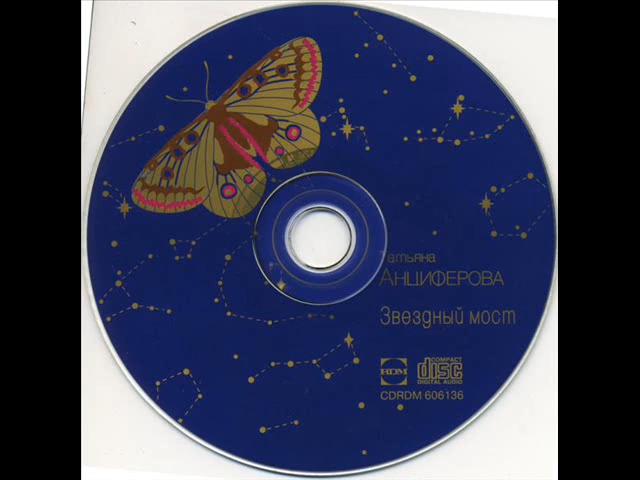 Татьяна
АНЦИФЕРОВА
Звездный мост
RDM
COMPACT
disc
DIGITAL AUDIO
CDRDM 606136